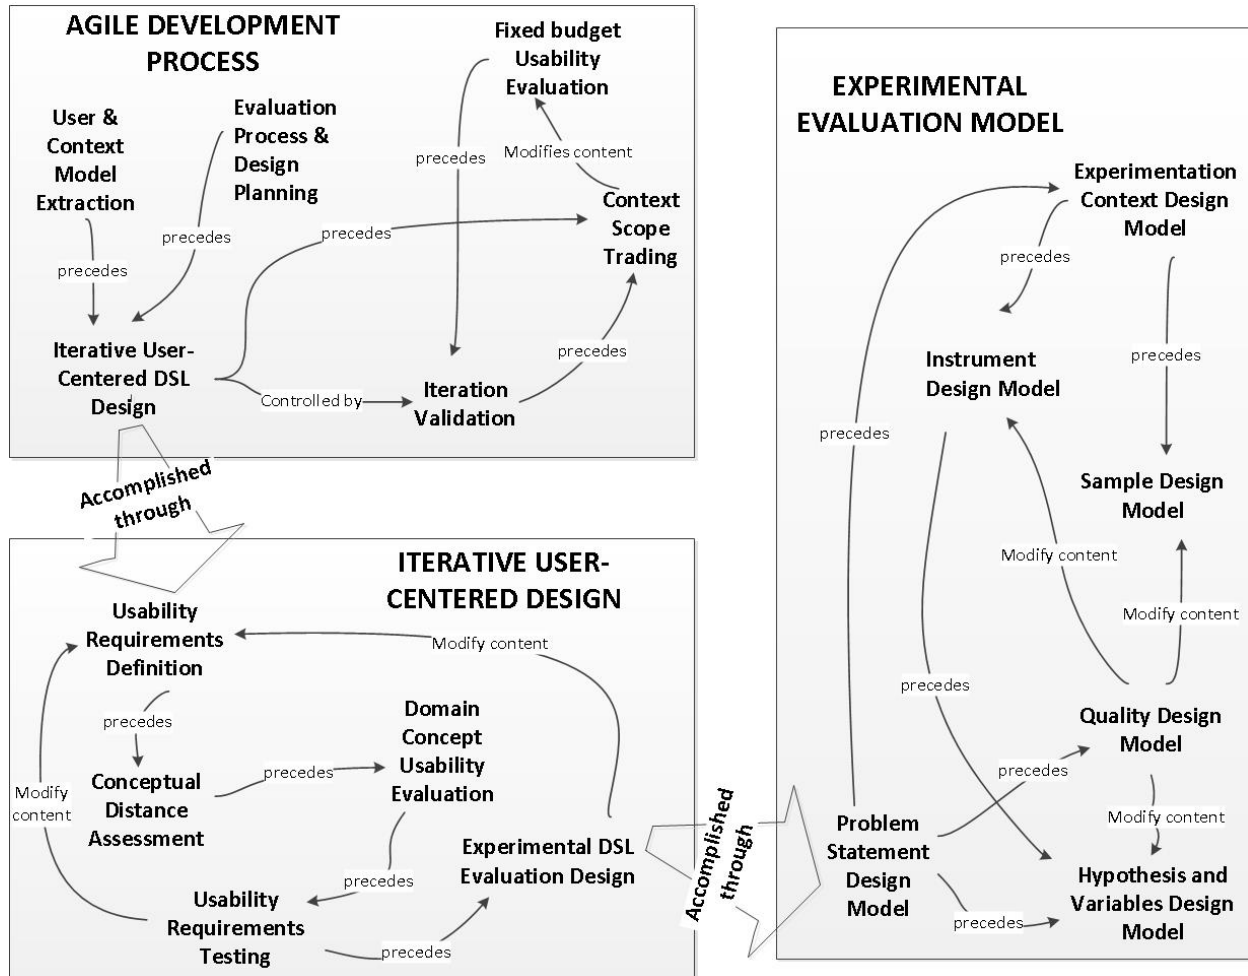 AGILE DEVELOPMENT
PROCESS
User &
Context
Model
Extraction
Evaluation
Process &
Design
Planning
Fixed budget
Usability
Evaluation
precedes
Modifies content
Context
Scope
Trading
precedes
precedes
precedes
precedes
Iterative User-
Centered DSL
Design
Controlled by
Iteration
Validation
Accomplished
through
ITERATIVE USER-
CENTERED DESIGN
Usability
Requirements
Definition
Modify content
precedes
Domain
Concept
Usability
Evaluation
Conceptual
Distance
Assessment
precedes
Modify
content
precedes
Usability
Requirements
Testing
precedes
Experimental DSL
Evaluation Design
Accomplished
through
EXPERIMENTAL
EVALUATION MODEL
Experimentation
Context Design
Model
precedes
precedes
precedes
Instrument
Design Model
Sample Design
Model
Modify content
Modify content
precedes
Quality Design
Model
precedes
Modify content
Problem
Statement
Design
Model
precedes
Hypothesis and
Variables Design
Model